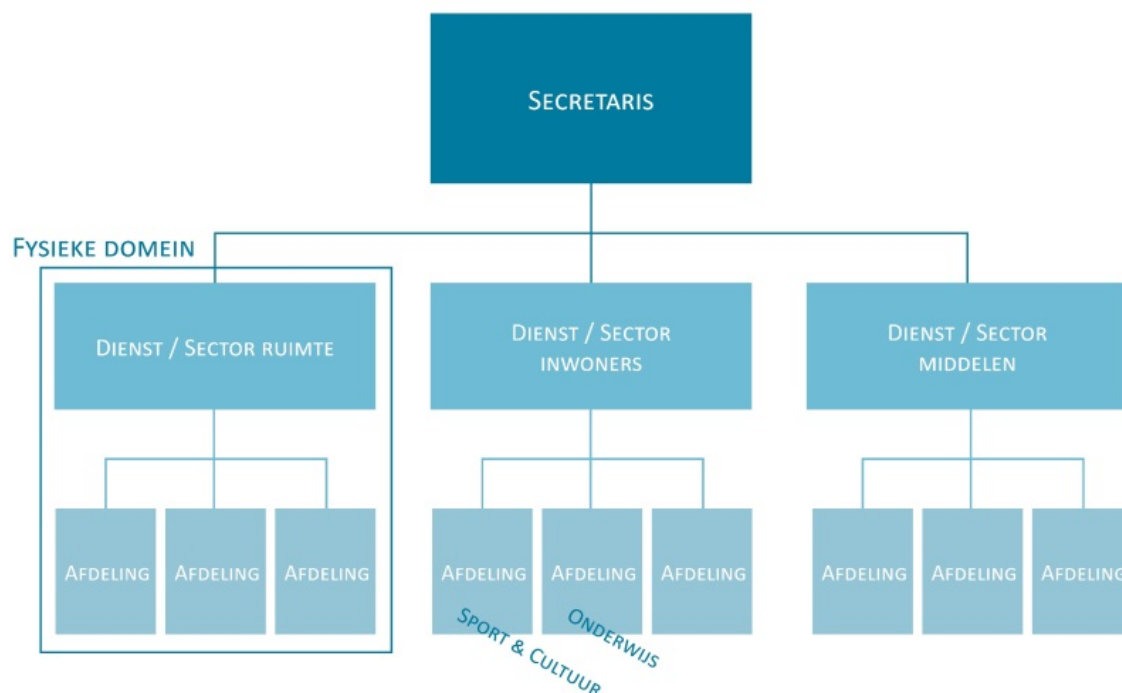 Secretaris
Fysieke domein
Dienst / Sector ruimte
Dienst / Sector
inwoners
Dienst / Sector
middelen
Afdeling
Afdeling
Afdeling
Afdeling
Afdeling
Afdeling
Afdeling
Afdeling
Afdeling
Sport & Cultuur
Onderwijs